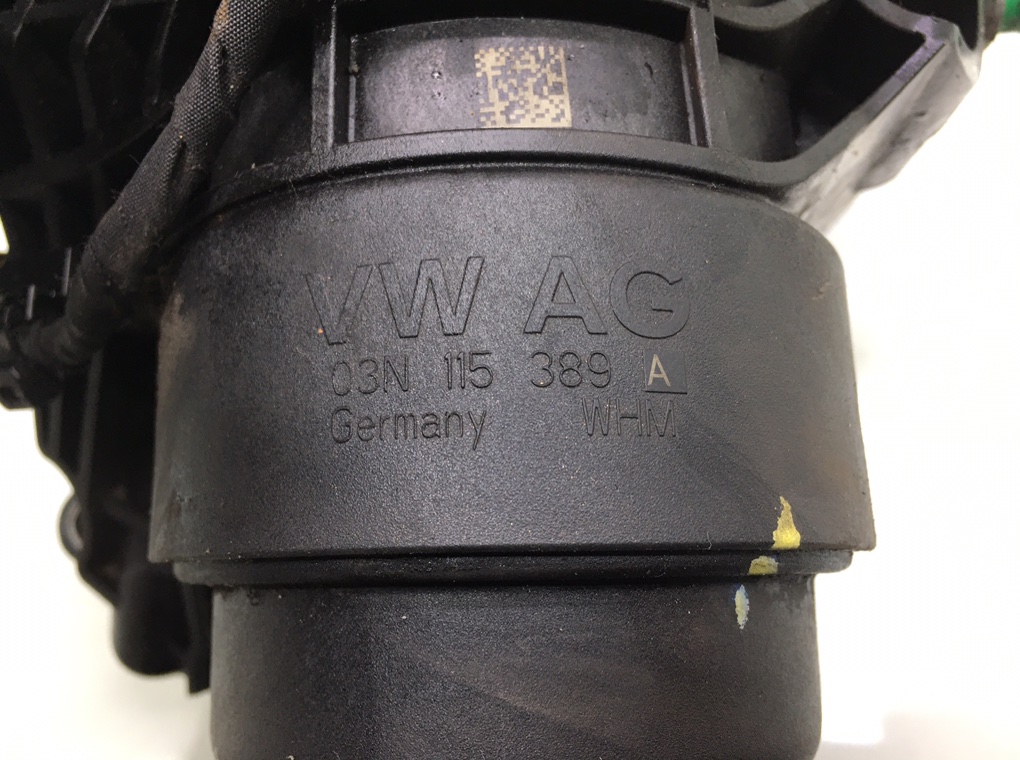 VW AG
03N 115 389 A
Germany WHM